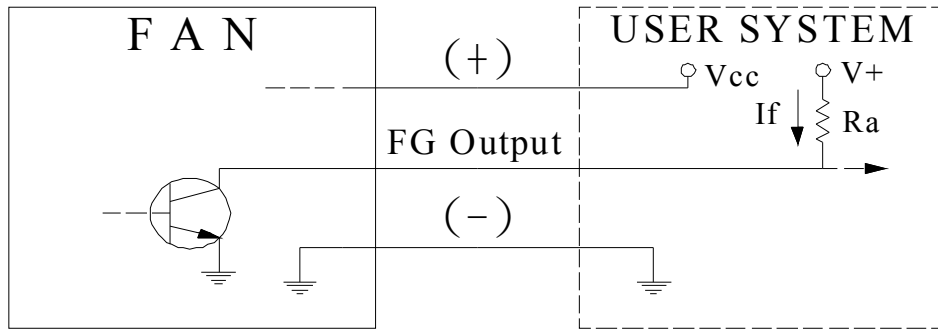 F A N
USER SYSTEM
(+)
Vcc
V+
If
Ra
FG Output
(-)